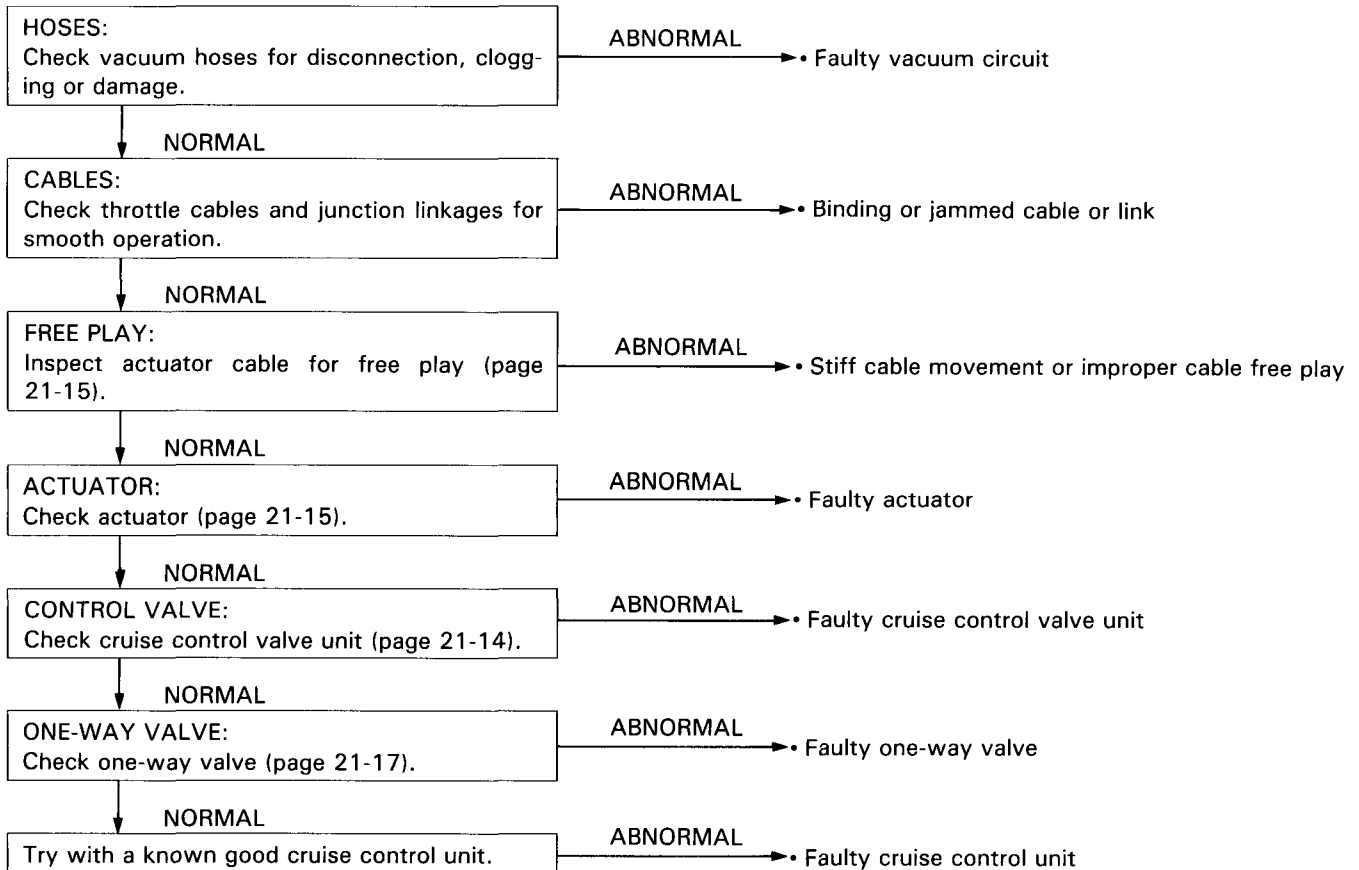 HOSES:
Check vacuum hoses for disconnection, clogg-
ing or damage.
ABNORMAL
• Faulty vacuum circuit
NORMAL
CABLES:
Check throttle cables and junction linkages for
smooth operation.
ABNORMAL
• Binding or jammed cable or link
NORMAL
FREE PLAY:
Inspect actuator cable for free play (page
21-15).
ABNORMAL
• Stiff cable movement or improper cable free play
NORMAL
ACTUATOR:
Check actuator (page 21-15).
ABNORMAL
• Faulty actuator
NORMAL
CONTROL VALVE:
Check cruise control valve unit (page 21-14).
ABNORMAL
• Faulty cruise control valve unit
NORMAL
ONE-WAY VALVE:
Check one-way valve (page 21-17).
ABNORMAL
• Faulty one-way valve
NORMAL
Try with a known good cruise control unit.
ABNORMAL
• Faulty cruise control unit